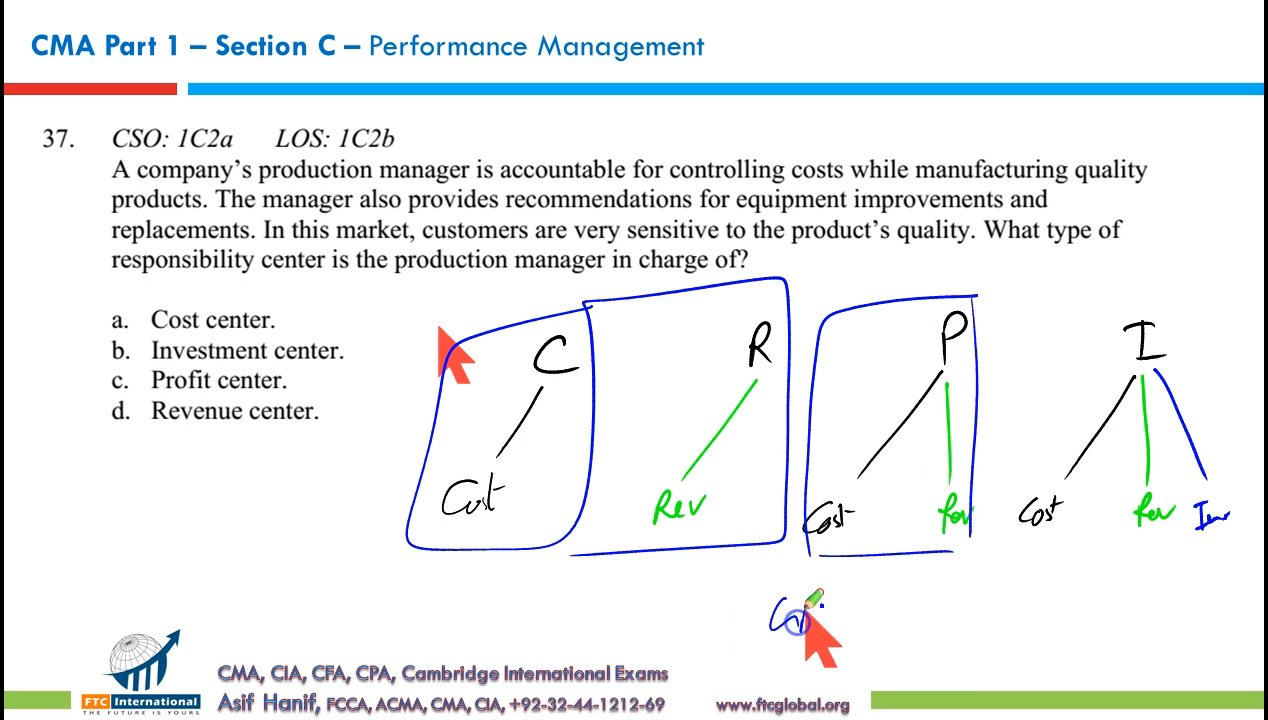 CMA Part 1 – Section C – Performance Management
37. CSO: 1C2a LOS: 1C2b
A company's production manager is accountable for controlling costs while manufacturing quality
products. The manager also provides recommendations for equipment improvements and
replacements. In this market, customers are very sensitive to the product's quality. What type of
responsibility center is the production manager in charge of?
a. Cost center.
b. Investment center.
c. Profit center.
d. Revenue center.
C R P I
Cost Rev Cost Rev Cost Rev Inv
FTC International
THE FUTURE IS YOURS
CMA, CIA, CFA, CPA, Cambridge International Exams
Asif Hanif, FCCA, ACMA, CMA, CIA, +92-32-44-1212-69 www.ftcglobal.org